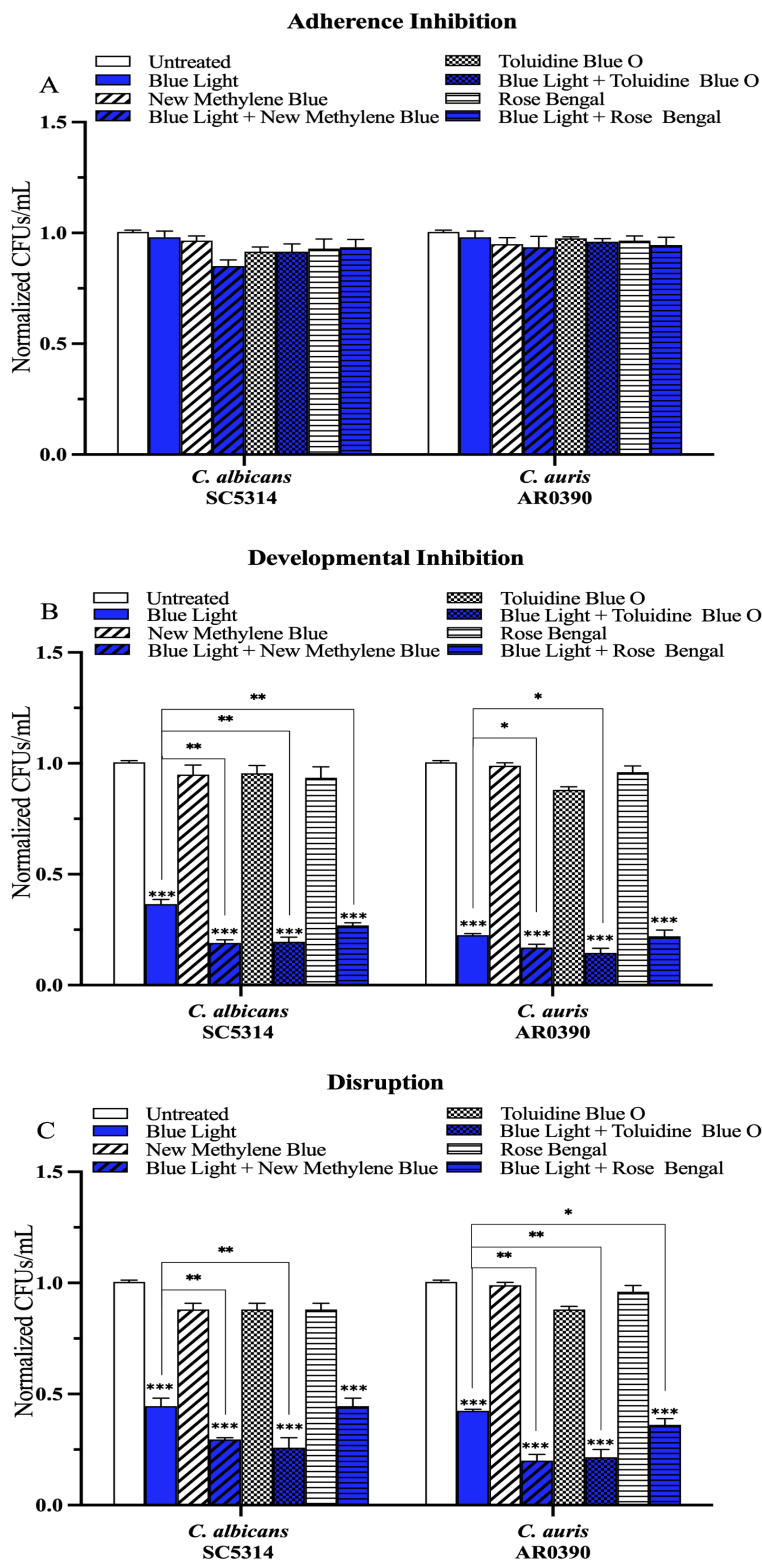 Adherence Inhibition
A
Untreated
Blue Light
New Methylene Blue
Blue Light + New Methylene Blue
Toluidine Blue O
Blue Light + Toluidine Blue O
Rose Bengal
Blue Light + Rose Bengal
Normalized CFUs/mL
1.5
1.0
0.5
0.0
C. albicans
SC5314
C. auris
AR0390
Developmental Inhibition
B
Untreated
Blue Light
New Methylene Blue
Blue Light + New Methylene Blue
Toluidine Blue O
Blue Light + Toluidine Blue O
Rose Bengal
Blue Light + Rose Bengal
Normalized CFUs/mL
1.5
1.0
0.5
0.0
**
**
**
***
***
***
***
*
*
***
***
***
***
C. albicans
SC5314
C. auris
AR0390
Disruption
C
Untreated
Blue Light
New Methylene Blue
Blue Light + New Methylene Blue
Toluidine Blue O
Blue Light + Toluidine Blue O
Rose Bengal
Blue Light + Rose Bengal
Normalized CFUs/mL
1.5
1.0
0.5
0.0
**
**
***
***
***
***
*
**
**
***
***
***
***
C. albicans
SC5314
C. auris
AR0390